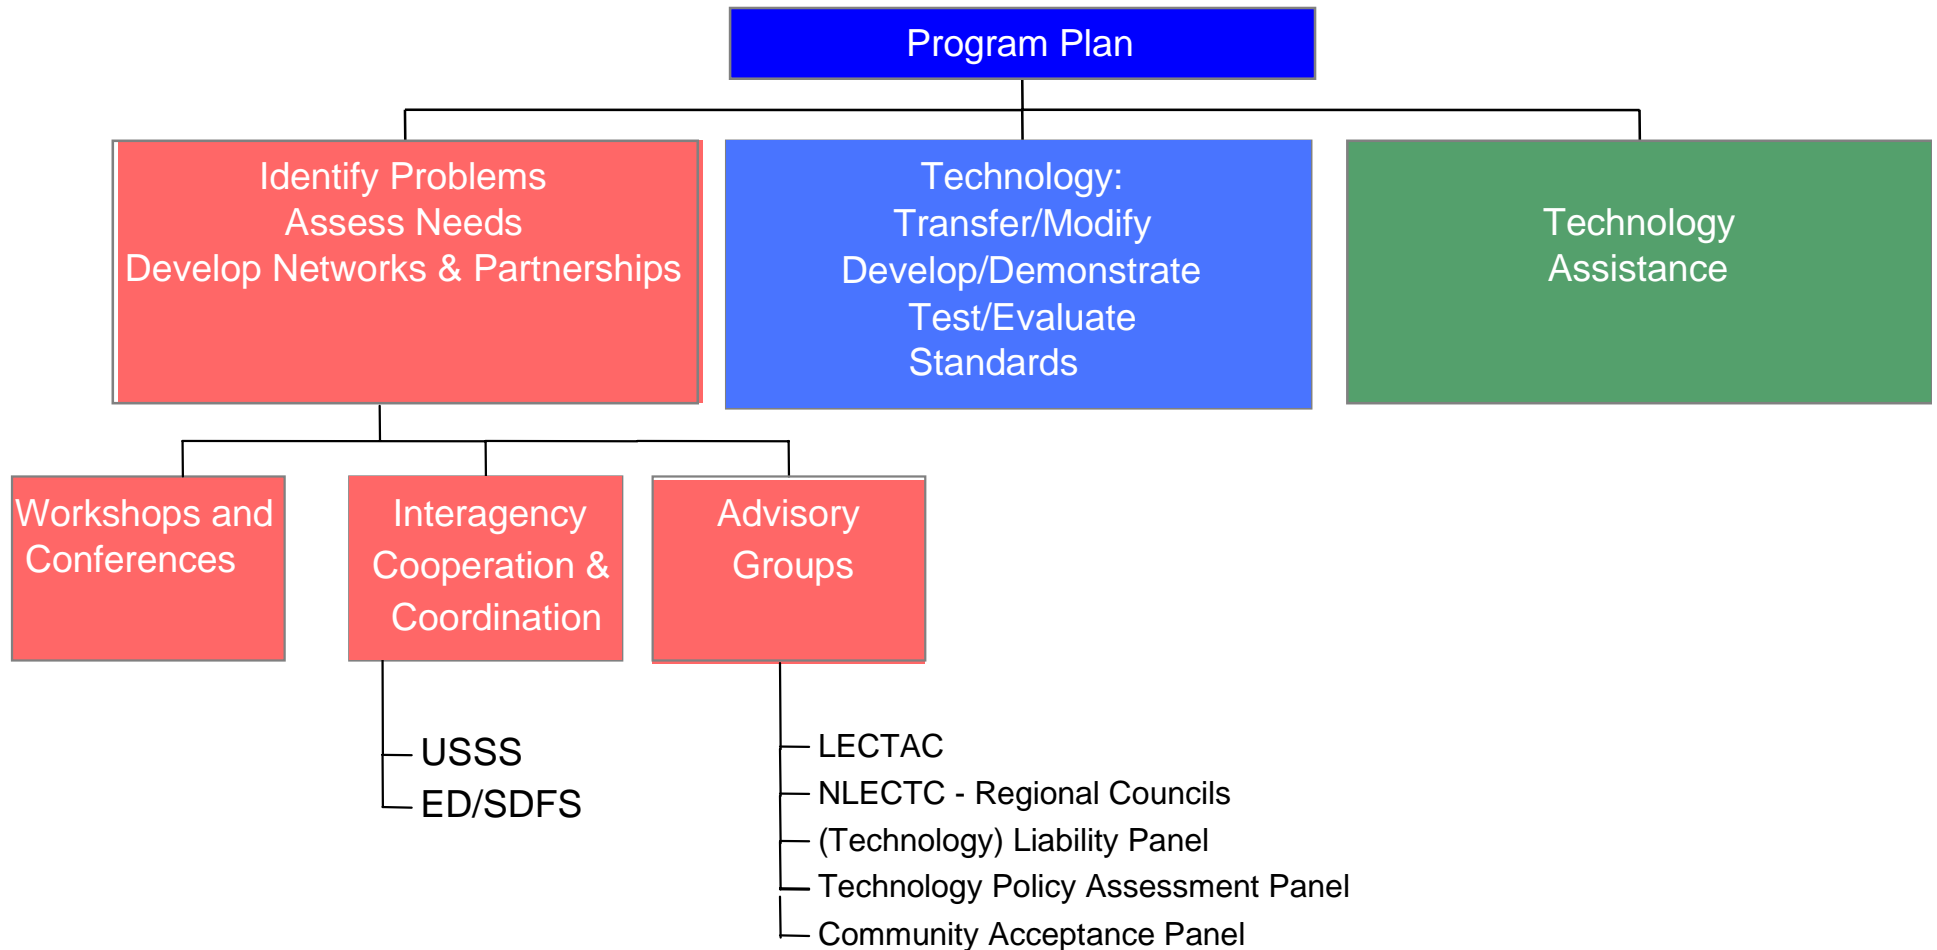 Program Plan
Identify Problems
Assess Needs
Develop Networks & Partnerships
Technology:
Transfer/Modify
Develop/Demonstrate
Test/Evaluate
Standards
Technology
Assistance
Workshops and
Conferences
Interagency
Cooperation &
Coordination
Advisory
Groups
USSS
ED/SDFS
LECTAC
NLECTC - Regional Councils
(Technology) Liability Panel
Technology Policy Assessment Panel
Community Acceptance Panel